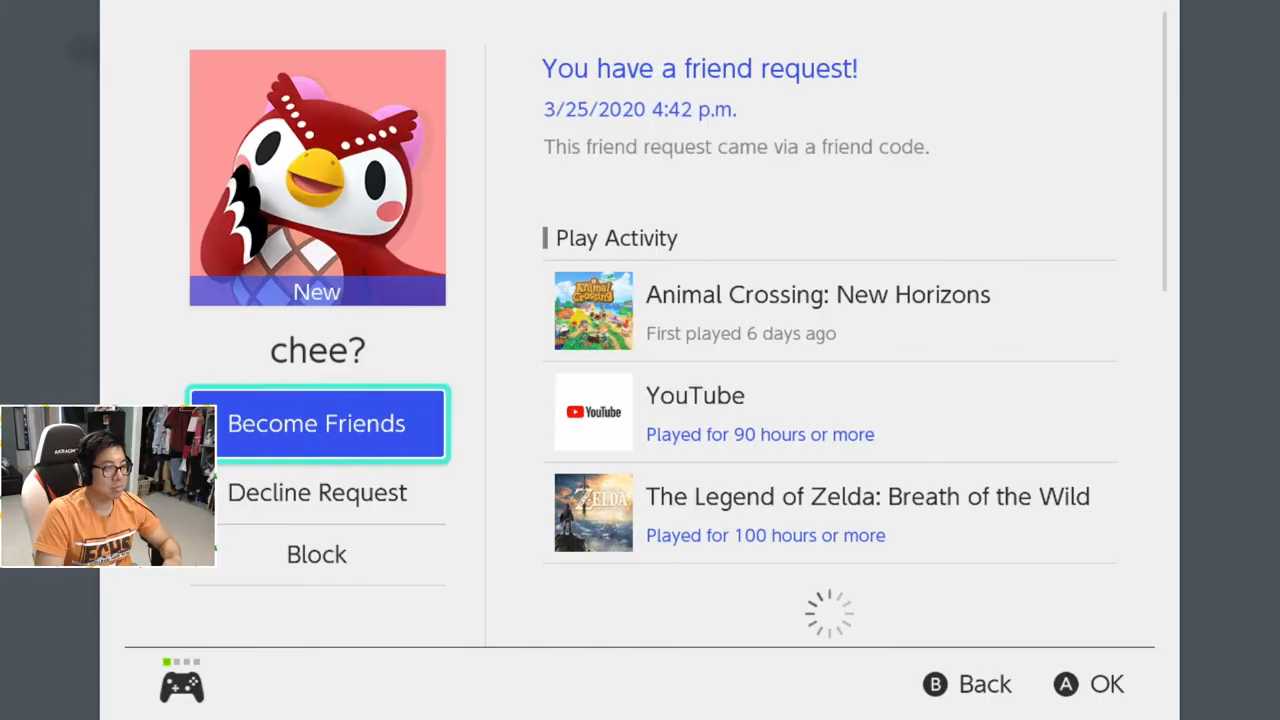 You have a friend request!
3/25/2020 4:42 p.m.
This friend request came via a friend code.
New
chee?
Become Friends
Decline Request
Block
Play Activity
Animal Crossing: New Horizons
First played 6 days ago
YouTube
YouTube
Played for 90 hours or more
ZELDA
The Legend of Zelda: Breath of the Wild
Played for 100 hours or more
B Back
A OK